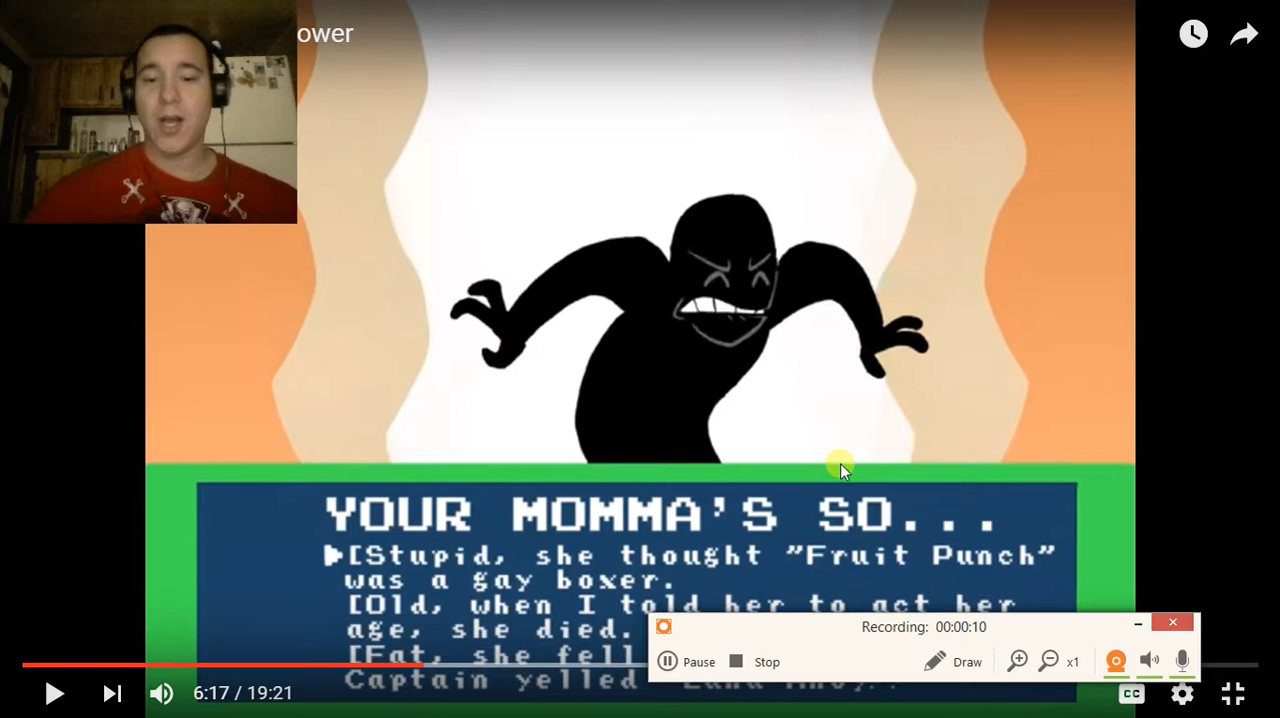 ower
YOUR MOMMA'S SO...
[Stupid, she thought "Fruit Punch"
was a gay boxer.
[Old, when I told her to act her
age, she died.
[Fat, she fell
Captain yelled
Recording: 00:00:10
Pause Stop Draw x1
6:17 / 19:21
CC